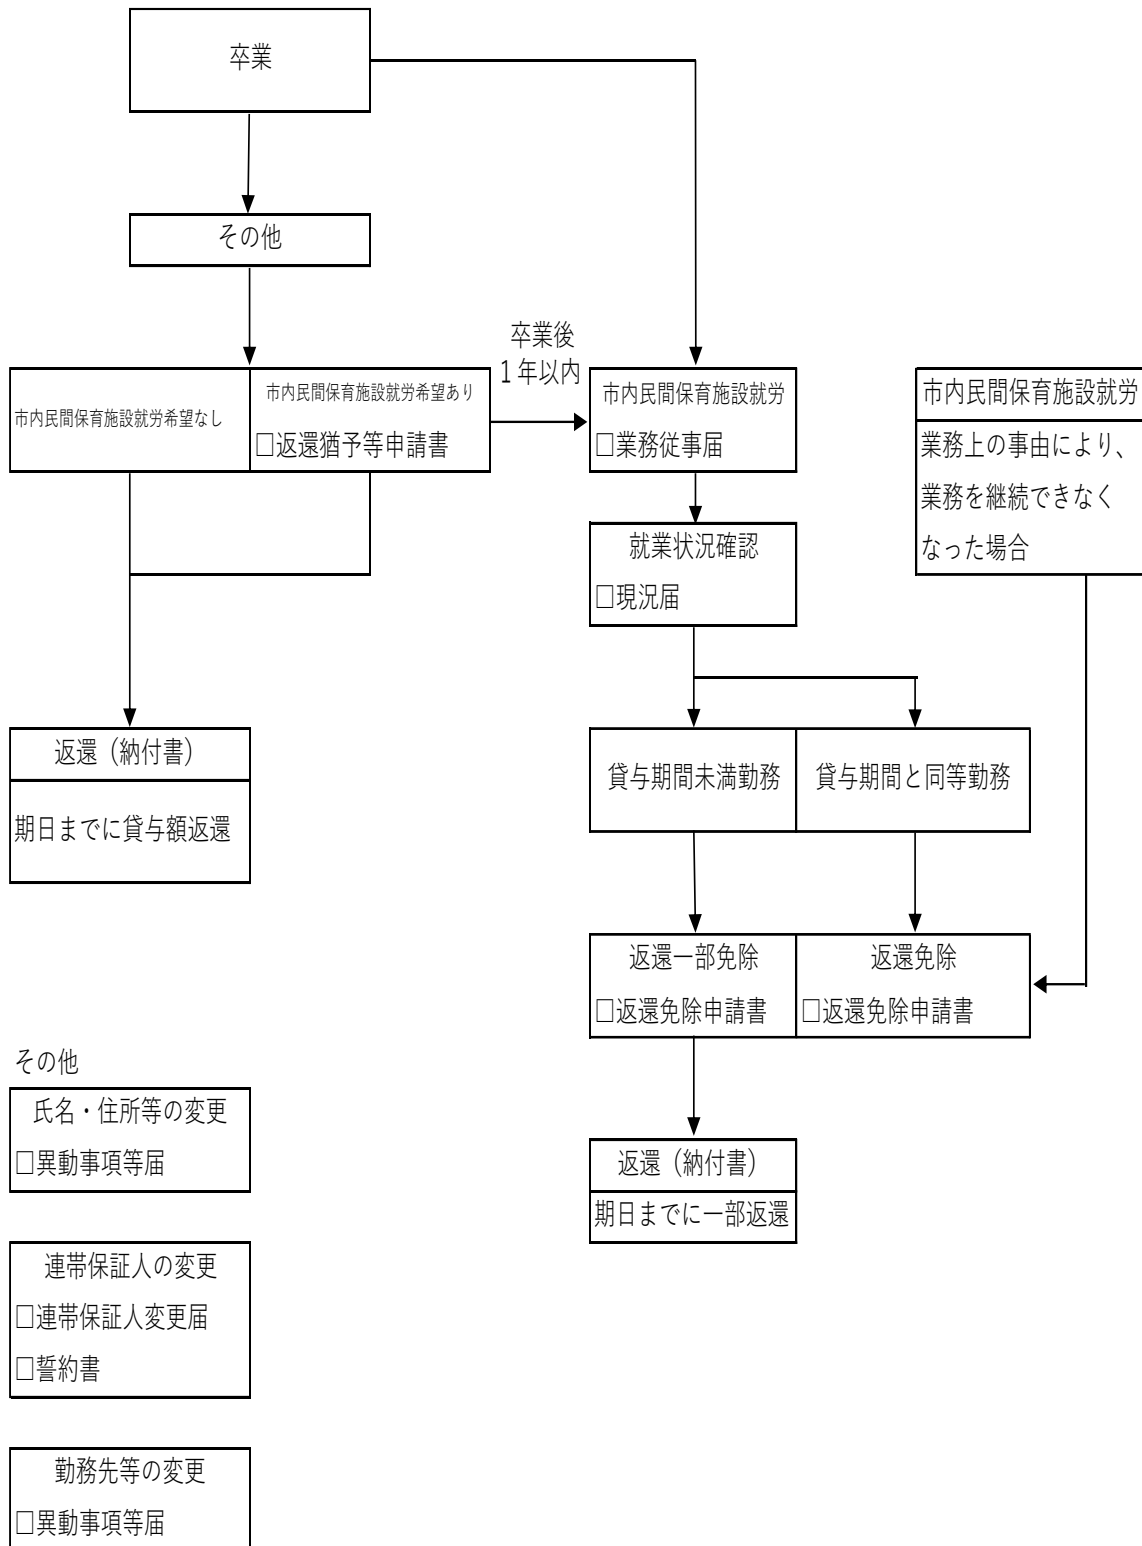 卒業
その他
卒業後
1年以内
市内民間保育施設就労希望なし
市内民間保育施設就労希望あり
□返還猶予等申請書
市内民間保育施設就労
□業務従事届
市内民間保育施設就労
業務上の事由により、
業務を継続できなく
なった場合
就業状況確認
□現況届
返還（納付書）
期日までに貸与額返還
貸与期間未満勤務
貸与期間と同等勤務
返還一部免除
□返還免除申請書
返還免除
□返還免除申請書
返還（納付書）
期日までに一部返還
その他
氏名・住所等の変更
□異動事項等届
連帯保証人の変更
□連帯保証人変更届
□誓約書
勤務先等の変更
□異動事項等届